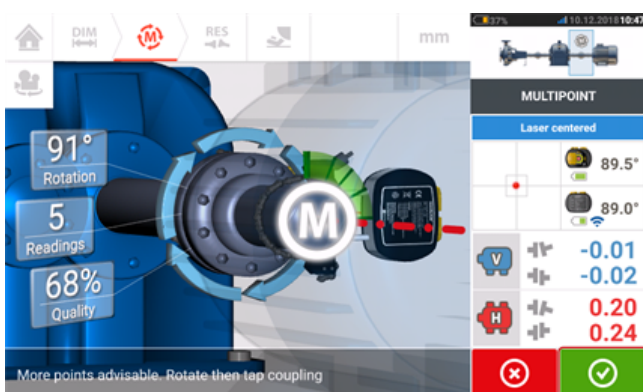 37% 10.12.2018 10:47
DIM
M
RES
mm
MULTIPOINT
Laser centered
91°
Rotation
5
Readings
68%
Quality
M
89.5°
89.0°
V
-0.01
-0.02
H
0.20
0.24
More points advisable. Rotate then tap coupling